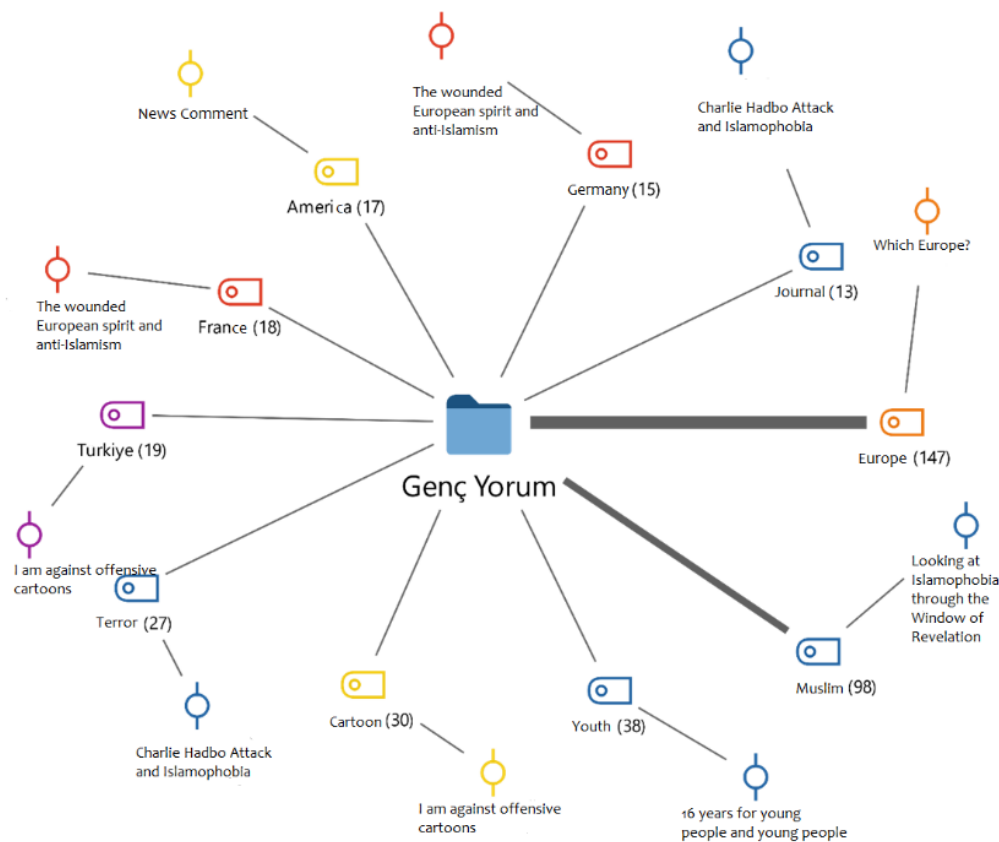 News Comment
America (17)
The wounded
European spirit and
anti-Islamism
Germany (15)
Charlie Hadbo Attack
and Islamophobia
Journal (13)
Which Europe?
Europe (147)
The wounded
European spirit and
anti-Islamism
France (18)
Turkiye (19)
I am against offensive
cartoons
Genç Yorum
Terror (27)
Charlie Hadbo Attack
and Islamophobia
Cartoon (30)
I am against offensive
cartoons
Youth (38)
16 years for young
people and young people
Muslim (98)
Looking at
Islamophobia
through the
Window of
Revelation